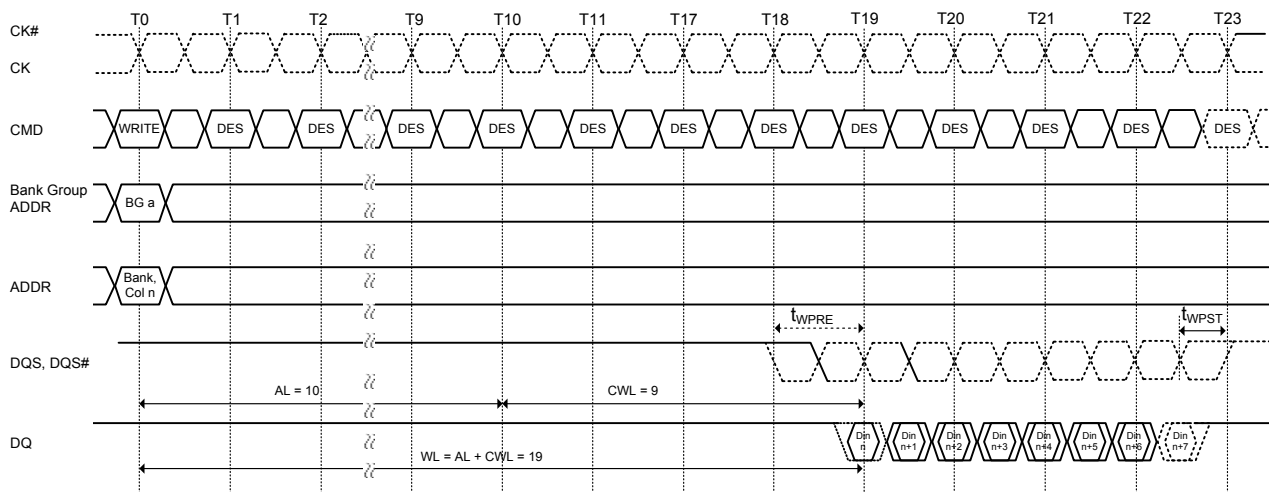 T0 T1 T2 T9 T10 T11 T17 T18 T19 T20 T21 T22 T23
CK#
CK
CMD WRITE DES DES DES DES DES DES DES DES DES DES DES DES
Bank Group
ADDR
BG a
ADDR
Bank,
Col n
tWPRE tWPST
DQS, DQS#
AL = 10 CWL = 9
DQ
Din
n
Din
n+1
Din
n+2
Din
n+3
Din
n+4
Din
n+5
Din
n+6
Din
n+7
WL = AL + CWL = 19